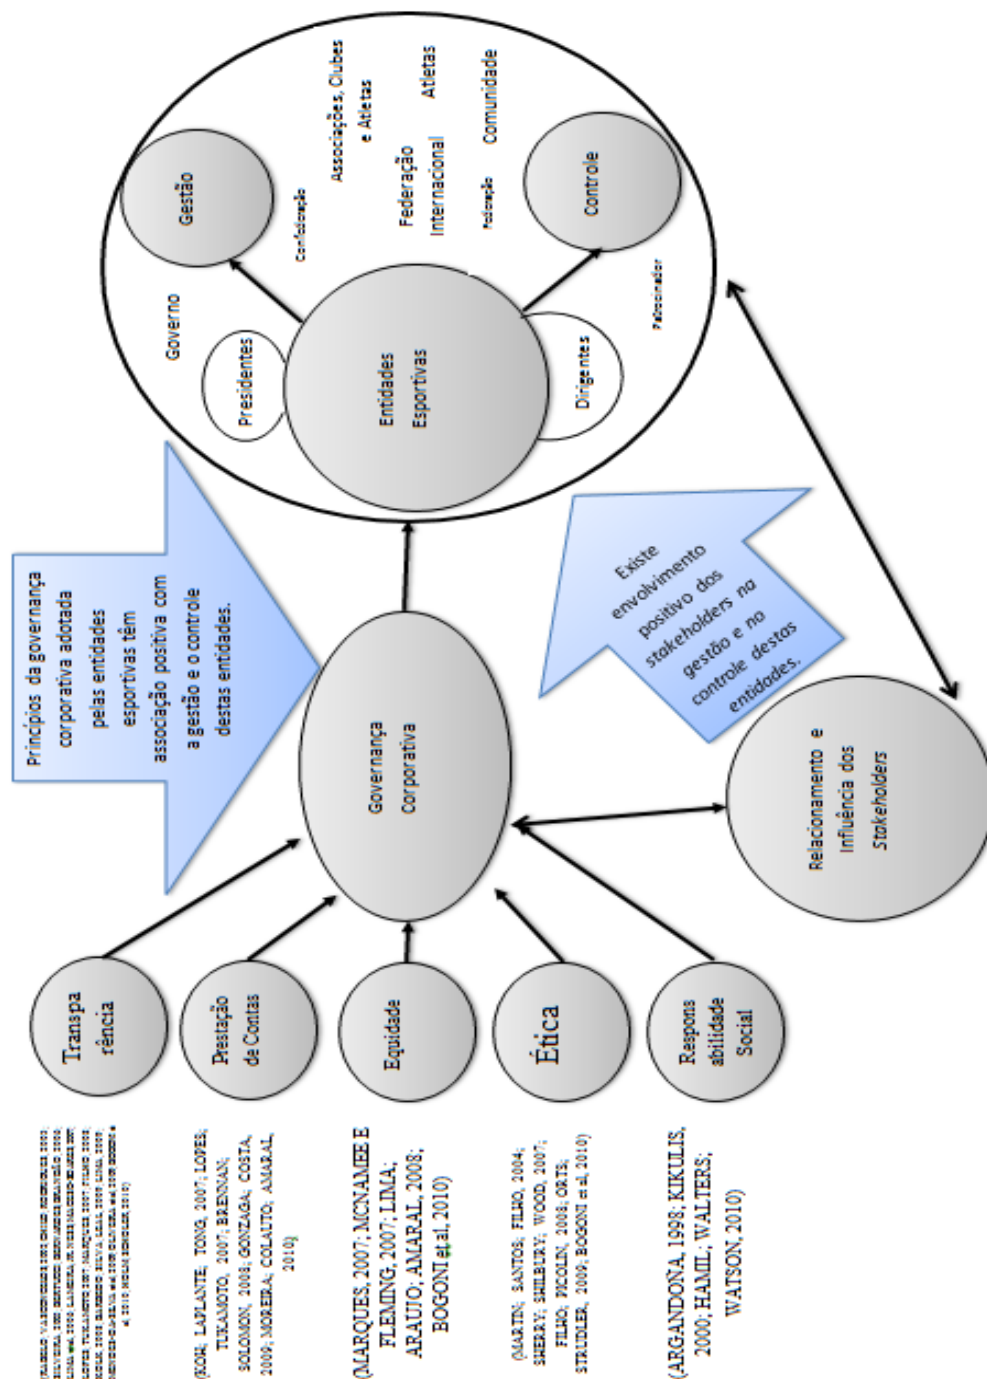 Transpa
rência
Prestação
de Contas
Equidade
Ética
Respons
abilidade
Social
(KOH; LAPLANTE; TONG, 2007; LOPES;
TUKAMOTO, 2007; BRENNAN;
SOLOMON, 2008; GONZAGA; COSTA,
2009; MOREIRA; COLAUTO; AMARAL,
2010)
(MARQUES, 2007; MCNAMEE E
FLEMING, 2007; LIMA,
ARAUJO; AMARAL, 2008;
BOGONI et al, 2010)
(MARTIN; SANTOS; FILHO, 2004;
SHERRY; SHILBURY; WOOD, 2007;
FILHO; PICOLIN, 2008; ORTS;
STRUDLER, 2009; BOGONI et al, 2010)
(ARGANDOÑA, 1998; KIKULIS,
2000; HAMIL; WALTERS;
WATSON, 2010)
Princípios da governança
corporativa adotada
pelas entidades
esportivas têm
associação positiva com
a gestão e o controle
destas entidades.
Governança
Corporativa
Relacionamento e
Influência dos
Stakeholders
Existe
envolvimento
positivo dos
stakeholders na
gestão e no
controle destas
entidades.
Governo
Presidentes
Entidades
Esportivas
Dirigentes
Patrocinador
Gestão
Confederação
Associações, Clubes
e Atletas
Federação
Internacional
Atletas
Federação
Comunidade
Controle